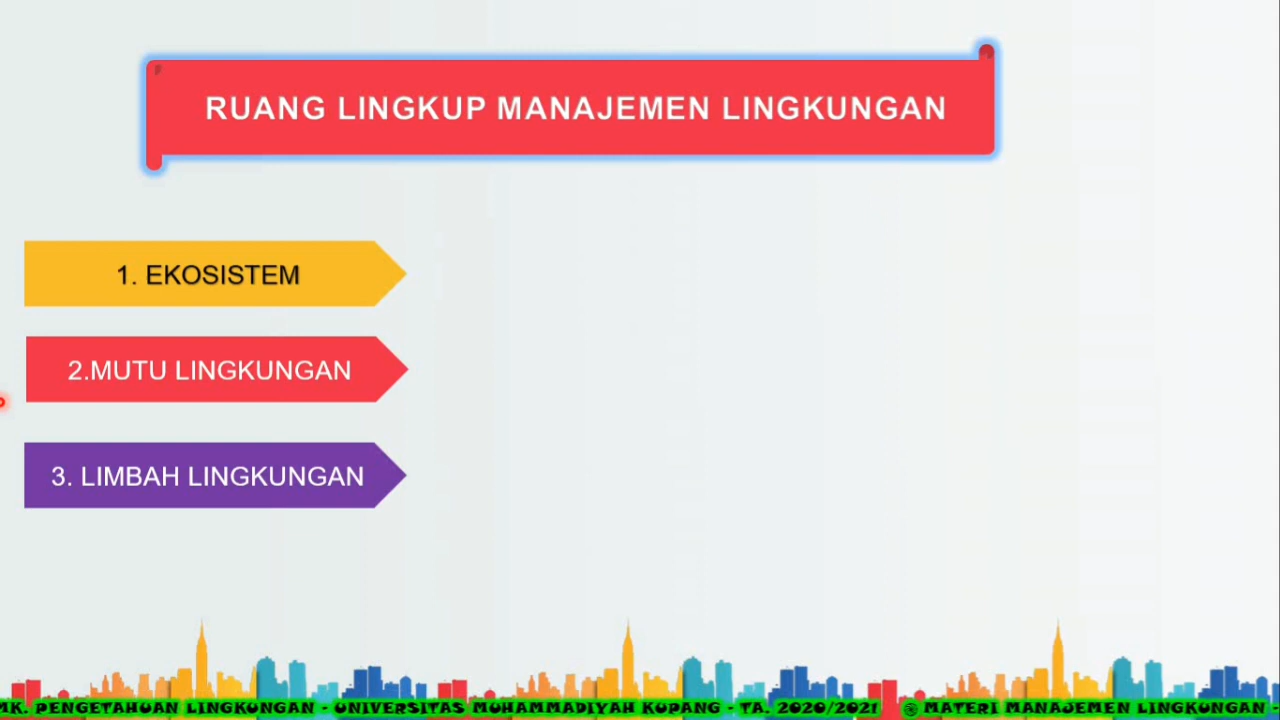 RUANG LINGKUP MANAJEMEN LINGKUNGAN
1. EKOSISTEM
2.MUTU LINGKUNGAN
3. LIMBAH LINGKUNGAN
MK. PENGETAHUAN LINGKUNGAN - UNIVERSITAS MUHAMMADIYAH KUPANG - TA. 2020/2021 @ MATERI MANAJEMEN LINGKUNGAN -